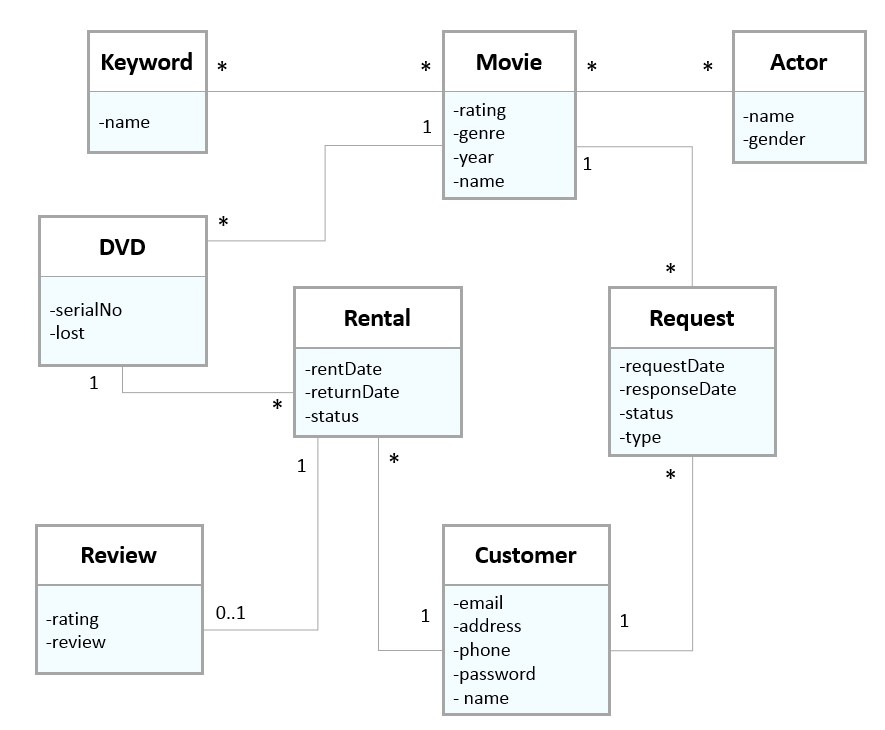 Keyword
*
*
Movie
*
*
Actor
-name
-rating
-genre
-year
-name
-name
-gender
1
1
*
DVD
-serialNo
-lost
*
Rental
-rentDate
-returnDate
-status
Request
-requestDate
-responseDate
-status
-type
1
*
1
*
*
Review
-rating
-review
0..1
Customer
-email
-address
-phone
-password
- name
1
1